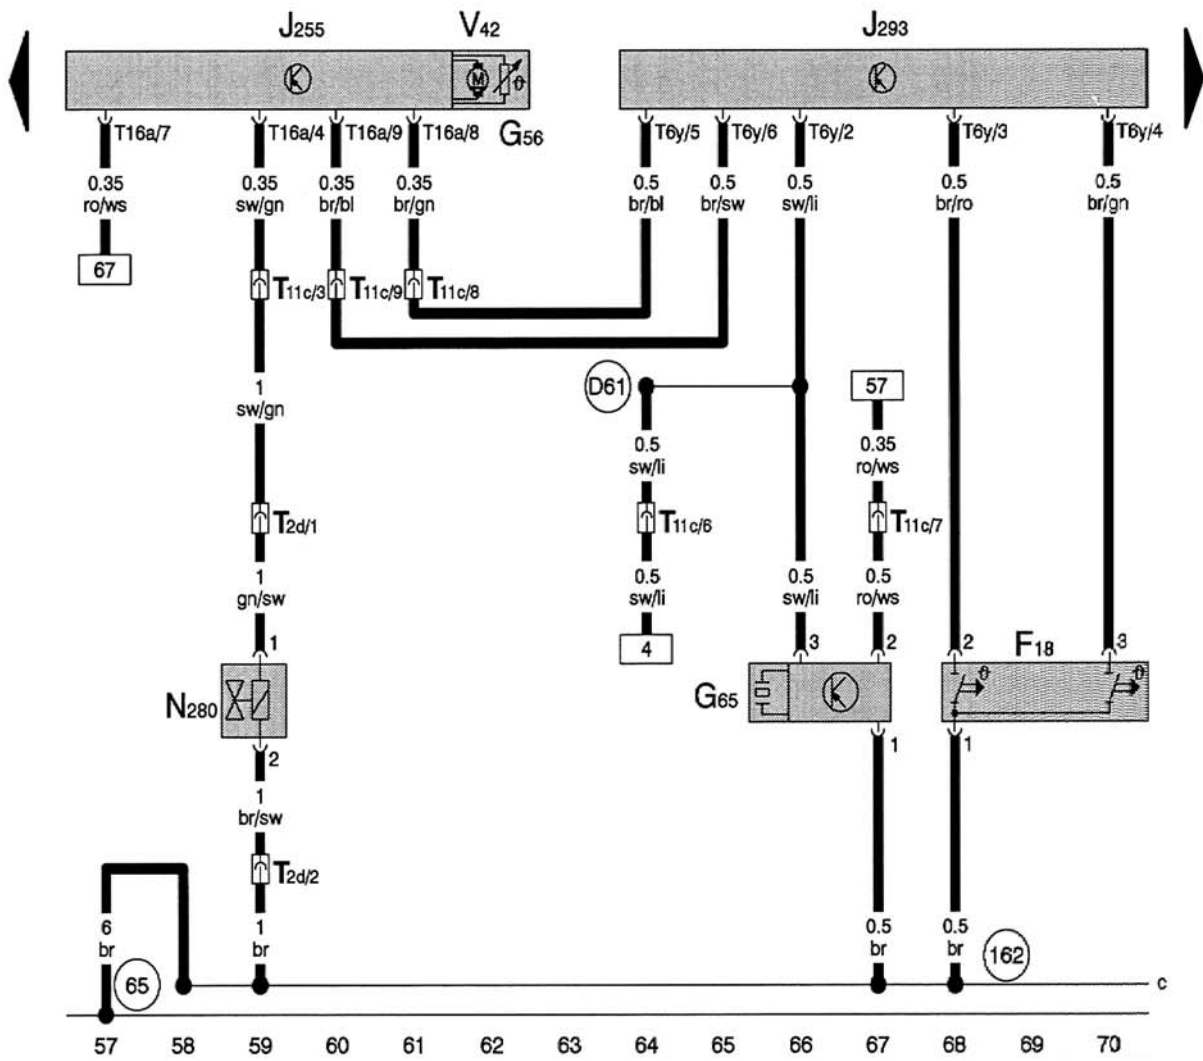 J255 V42 J293
M ϑ
T16a/7 T16a/4 T16a/9 T16a/8 G56 T6y/5 T6y/6 T6y/2 T6y/3 T6y/4
0.35 0.35 0.35 0.35 0.5 0.5 0.5 0.5 0.5
ro/ws sw/gn br/bl br/gn br/bl br/sw sw/li br/ro br/gn
67 T11c/3 T11c/9 T11c/8
1 D61 57
sw/gn
0.5 0.35
sw/li ro/ws
T2d/1 T11c/6 T11c/7
1 0.5 0.5 0.5
gn/sw sw/li sw/li ro/ws
1 4 3 2 2 F18 3
ϑ ϑ
N280 G65
2 1 1
1
br/sw
T2d/2
6 1 0.5 0.5
br br br br
65 162 c
57 58 59 60 61 62 63 64 65 66 67 68 69 70